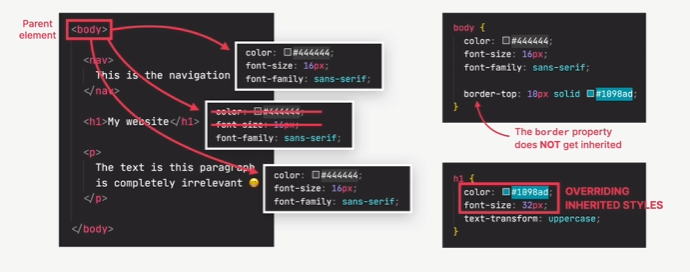 Parent
element
<body>
<nav>
This is the navigation
</nav>
<h1>My website</h1>
<p>
The text is this paragraph
is completely irrelevant 😊
</p>
</body>
color: #444444;
font-size: 16px;
font-family: sans-serif;
color: #444444;
font-size: 16px;
font-family: sans-serif;
color: #444444;
font-size: 16px;
font-family: sans-serif;
body {
color: #444444;
font-size: 16px;
font-family: sans-serif;
border-top: 10px solid #1098ad;
}
The border property
does NOT get inherited
h1 {
color: #1098ad;
font-size: 32px;
text-transform: uppercase;
}
OVERRIDING
INHERITED STYLES